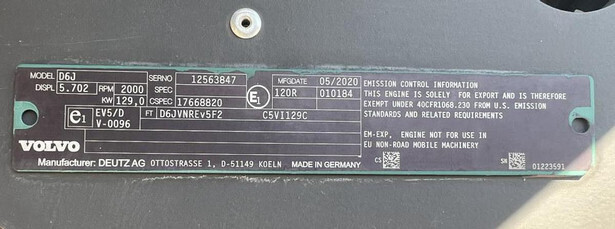 MODEL D6J SERNO 12563847 MFGDATE 05/2020 EMISSION CONTROL INFORMATION
DISPL 5.702 RPM 2000 E1 120R 010184 THIS ENGINE IS SOLELY FOR EXPORT AND IS THEREFORE
KW 129,0 CSPEC 17668820 EXEMPT UNDER 40CFR1068.230 FROM U.S. EMISSION
e1 EV5/D FT D6JVNREv5F2 C5VI129C STANDARDS AND RELATED REQUIREMENTS
V-0096
EM-EXP, ENGINE NOT FOR USE IN
VOLVO EU NON-ROAD MOBILE MACHINERY
Manufacturer: DEUTZ AG OTTOSTRASSE 1, D-51149 KOELN MADE IN GERMANY CS SN 01223591